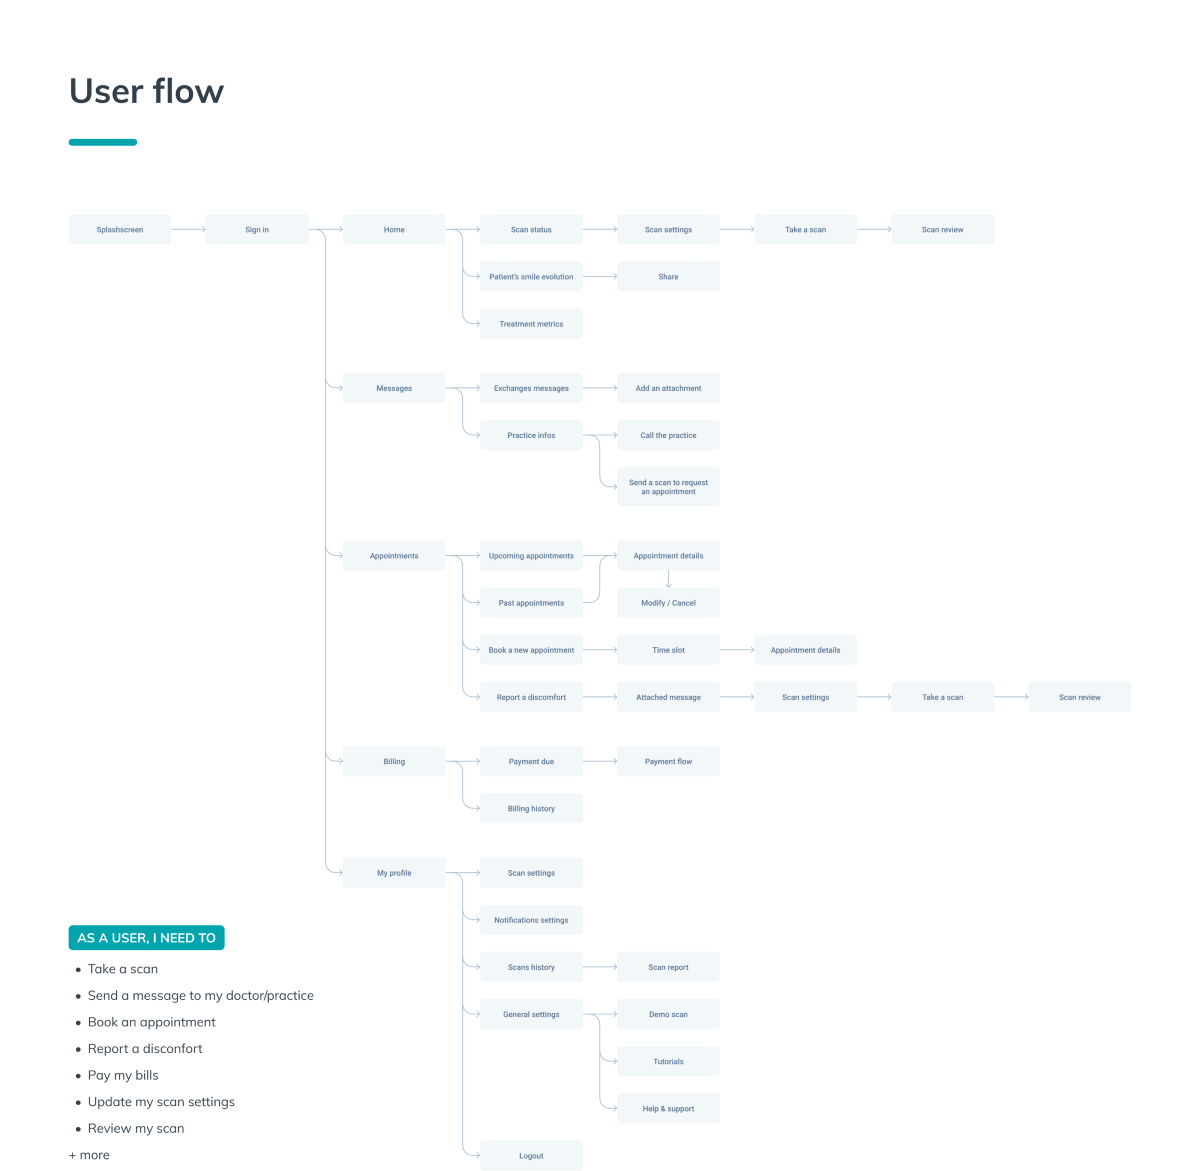 User flow
Splashscreen
Sign in
Home
Scan status
Scan settings
Take a scan
Scan review
Patient's smile evolution
Share
Treatment metrics
Messages
Exchanges messages
Add an attachment
Practice infos
Call the practice
Send a scan to request
an appointment
Appointments
Upcoming appointments
Appointment details
Past appointments
Modify / Cancel
Book a new appointment
Time slot
Appointment details
Report a discomfort
Attached message
Scan settings
Take a scan
Scan review
Billing
Payment due
Payment flow
Billing history
My profile
Scan settings
Notifications settings
Scans history
Scan report
General settings
Demo scan
Tutorials
Help & support
Logout
AS A USER, I NEED TO
• Take a scan
• Send a message to my doctor/practice
• Book an appointment
• Report a disconfort
• Pay my bills
• Update my scan settings
• Review my scan
+ more